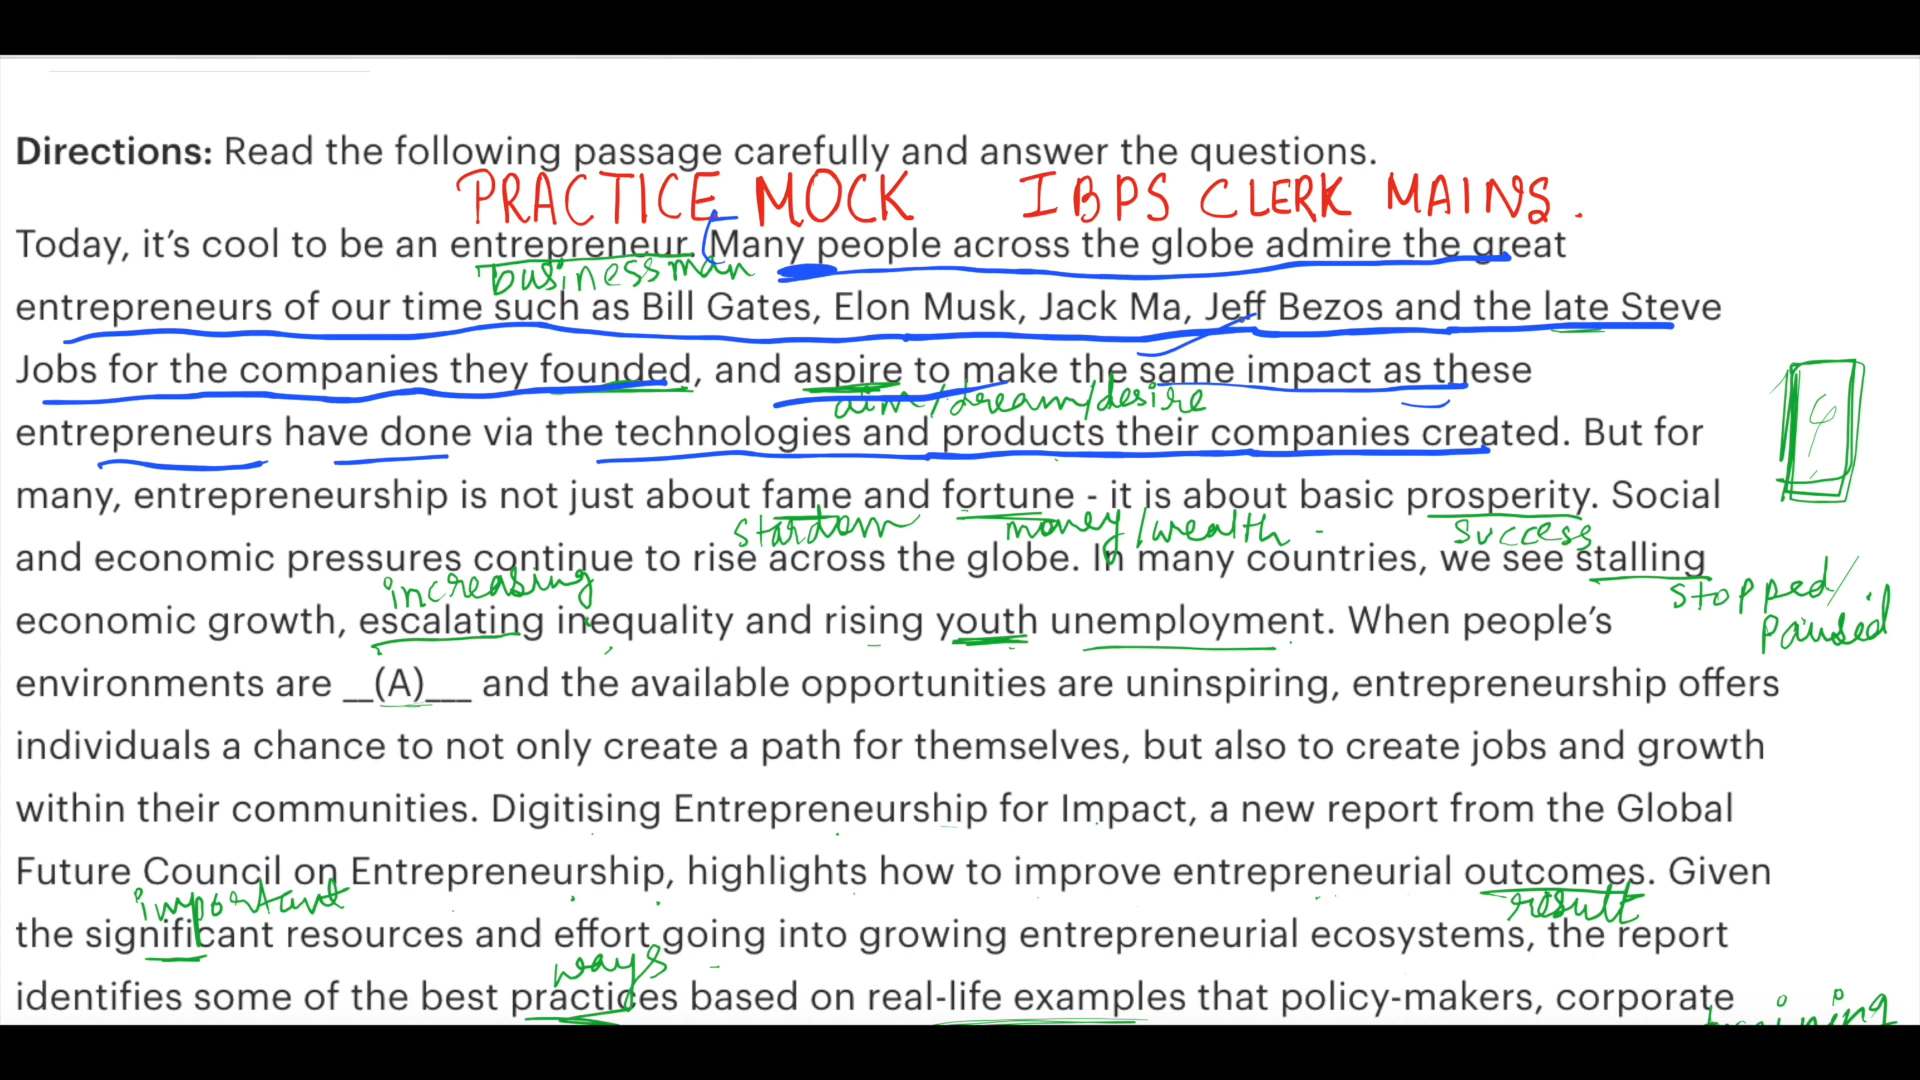 Directions: Read the following passage carefully and answer the questions.
PRACTICE MOCK IBPS CLERK MAINS.
Today, it's cool to be an entrepreneur. Many people across the globe admire the great
businessman
entrepreneurs of our time such as Bill Gates, Elon Musk, Jack Ma, Jeff Bezos and the late Steve
Jobs for the companies they founded, and aspire to make the same impact as these
aim/dream/desire
entrepreneurs have done via the technologies and products their companies created. But for
many, entrepreneurship is not just about fame and fortune - it is about basic prosperity. Social
stardom money/wealth success
and economic pressures continue to rise across the globe. In many countries, we see stalling
increasing stopped/
paused
economic growth, escalating inequality and rising youth unemployment. When people's
environments are __(A)___ and the available opportunities are uninspiring, entrepreneurship offers
individuals a chance to not only create a path for themselves, but also to create jobs and growth
within their communities. Digitising Entrepreneurship for Impact, a new report from the Global
Future Council on Entrepreneurship, highlights how to improve entrepreneurial outcomes. Given
important result
the significant resources and effort going into growing entrepreneurial ecosystems, the report
ways
identifies some of the best practices based on real-life examples that policy-makers, corporate